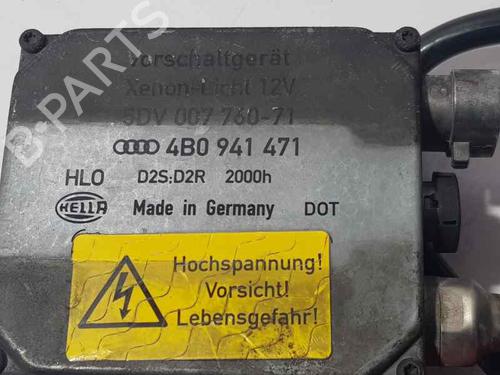 Vorschaltgerät
Xenon-Licht 12V
5DV 007 760-71
4B0 941 471
HLO D2S;D2R 2000h
HELLA Made in Germany DOT
Hochspannung!
Vorsicht!
Lebensgefahr!
B-PARTS